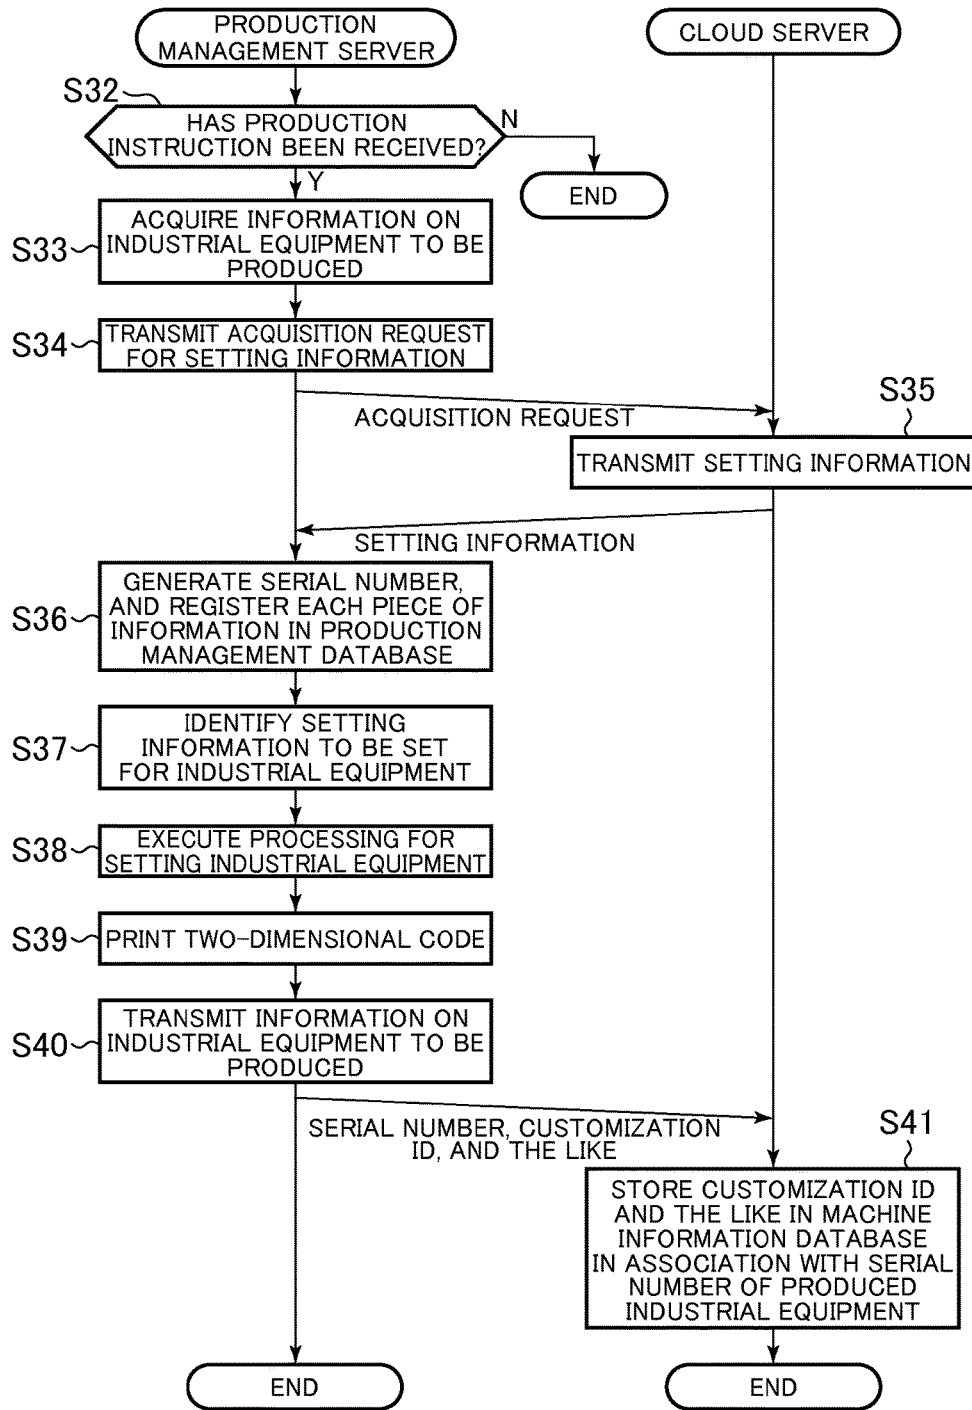 PRODUCTION
MANAGEMENT SERVER
CLOUD SERVER
S32
HAS PRODUCTION
INSTRUCTION BEEN RECEIVED?
N
END
Y
S33
ACQUIRE INFORMATION ON
INDUSTRIAL EQUIPMENT TO BE
PRODUCED
S34
TRANSMIT ACQUISITION REQUEST
FOR SETTING INFORMATION
ACQUISITION REQUEST
S35
TRANSMIT SETTING INFORMATION
SETTING INFORMATION
S36
GENERATE SERIAL NUMBER,
AND REGISTER EACH PIECE OF
INFORMATION IN PRODUCTION
MANAGEMENT DATABASE
S37
IDENTIFY SETTING
INFORMATION TO BE SET
FOR INDUSTRIAL EQUIPMENT
S38
EXECUTE PROCESSING FOR
SETTING INDUSTRIAL EQUIPMENT
S39
PRINT TWO-DIMENSIONAL CODE
S40
TRANSMIT INFORMATION ON
INDUSTRIAL EQUIPMENT TO BE
PRODUCED
SERIAL NUMBER, CUSTOMIZATION
ID, AND THE LIKE
S41
STORE CUSTOMIZATION ID
AND THE LIKE IN MACHINE
INFORMATION DATABASE
IN ASSOCIATION WITH SERIAL
NUMBER OF PRODUCED
INDUSTRIAL EQUIPMENT
END
END